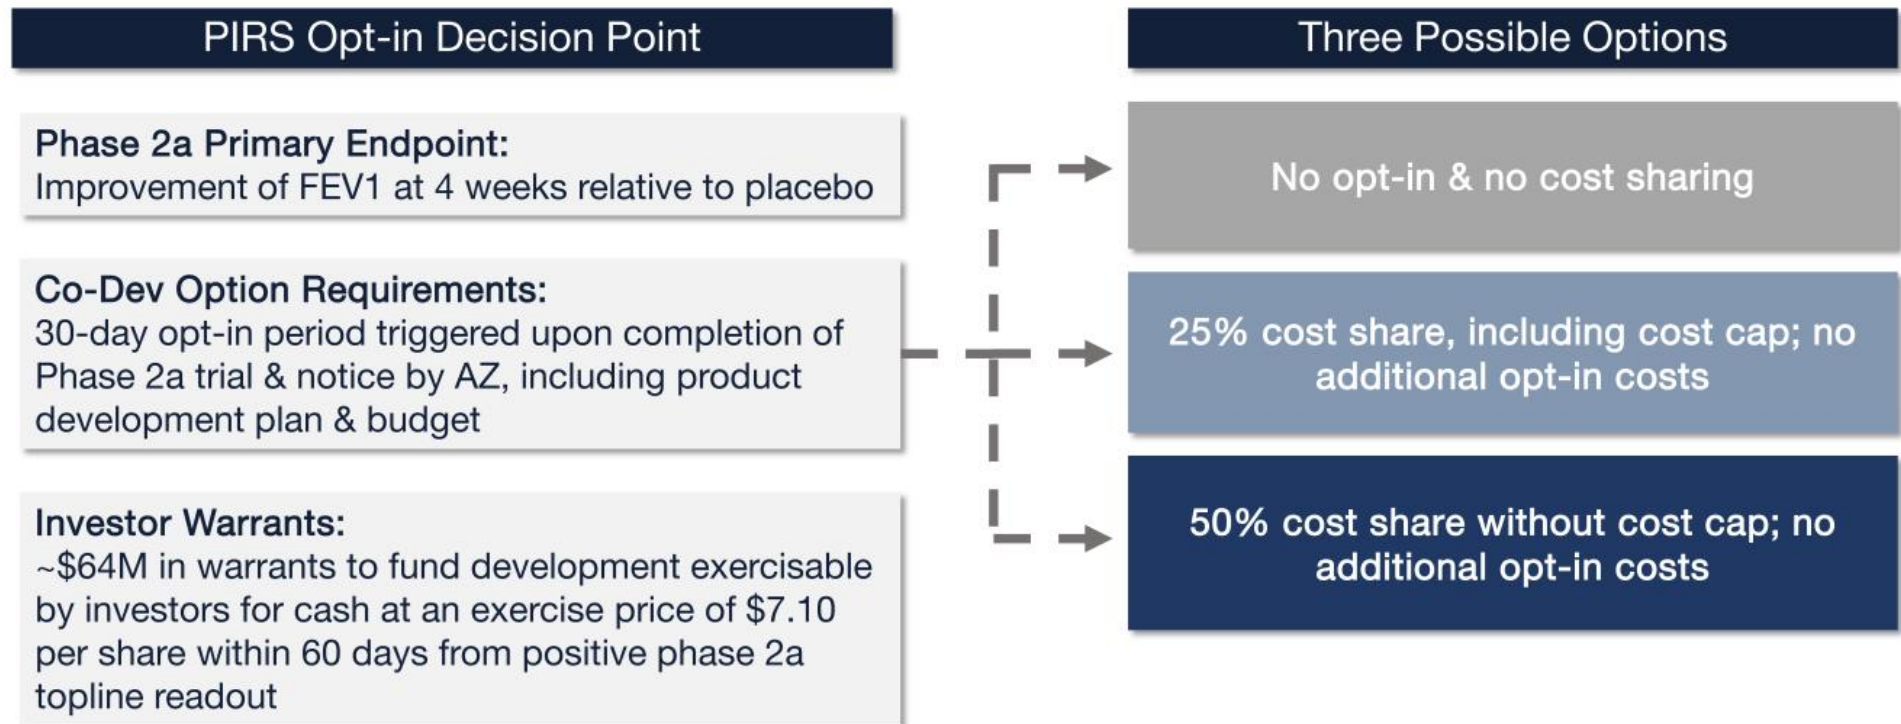 PIRS Opt-in Decision Point
Phase 2a Primary Endpoint:
Improvement of FEV1 at 4 weeks relative to placebo
Co-Dev Option Requirements:
30-day opt-in period triggered upon completion of
Phase 2a trial & notice by AZ, including product
development plan & budget
Investor Warrants:
~$64M in warrants to fund development exercisable
by investors for cash at an exercise price of $7.10
per share within 60 days from positive phase 2a
topline readout
Three Possible Options
No opt-in & no cost sharing
25% cost share, including cost cap; no
additional opt-in costs
50% cost share without cost cap; no
additional opt-in costs